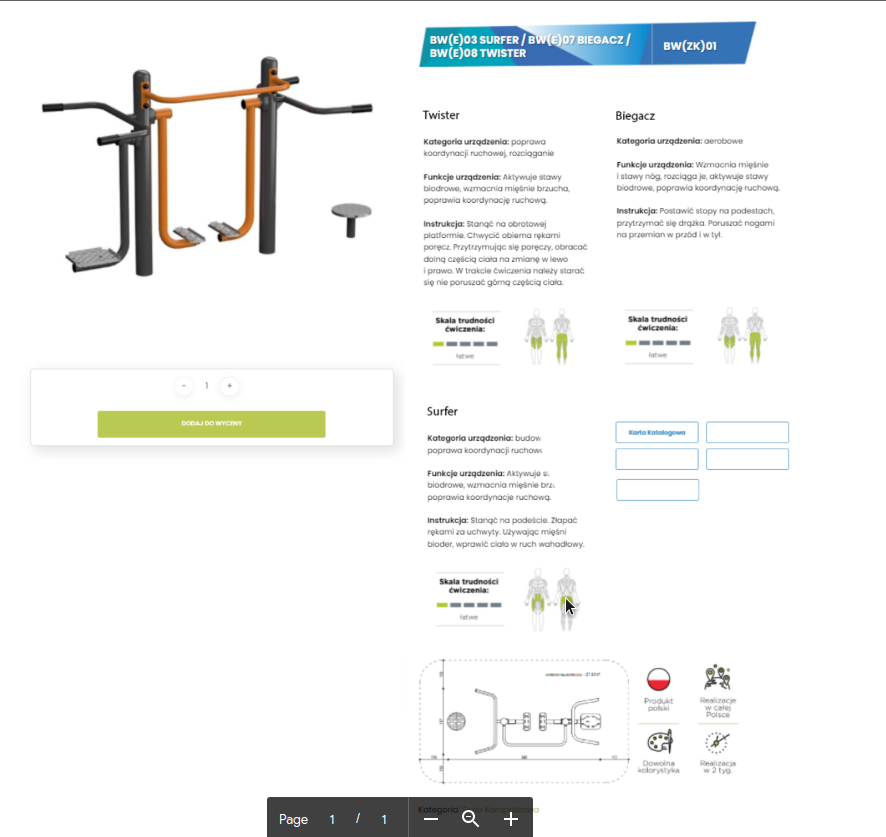 BW(E)03 SURFER / BW(E)07 BIEGACZ /
BW(E)08 TWISTER
BW(ZK)01
Twister
Kategoria urządzenia: poprawa
koordynacji ruchowej, rozciąganie
Funkcje urządzenia: Aktywuje stawy
biodrowe, wzmacnia mięśnie brzucha,
poprawia koordynację ruchową.
Instrukcja: Stanąć na obrotowej
platformie. Chwycić obiema rękami
poręcz. Przytrzymując się poręczy, obracać
dolną częścią ciała na zmianę w lewo
i prawo. W trakcie ćwiczenia należy starać
się nie poruszać górną częścią ciała.
Skala trudności
ćwiczenia:
łatwe
Biegacz
Kategoria urządzenia: aerobowe
Funkcje urządzenia: Wzmacnia mięśnie
i stawy nóg, rozciąga je, aktywuje stawy
biodrowe, poprawia koordynację ruchową.
Instrukcja: Postawić stopy na podestach,
przytrzymać się drążka. Poruszać nogami
na przemian w przód i w tył.
Skala trudności
ćwiczenia:
łatwe
- 1 +
DODAJ DO WYCENY
Surfer
Kategoria urządzenia: budow
poprawa koordynacji ruchow
Funkcje urządzenia: Aktywuje s
biodrowe, wzmacnia mięśnie brz
poprawia koordynacje ruchową.
Instrukcja: Stanąć na podeście. Złapać
rękami za uchwyty. Używając mięśni
bioder, wprawić ciało w ruch wahadłowy.
Skala trudności
ćwiczenia:
łatwe
Karta Katalogowa
Produkt
polski
Realizacje
w całej
Polsce
Dowolna
kolorystyka
Realizacja
w 2 tyg.
Kategoria:
Page 1 / 1